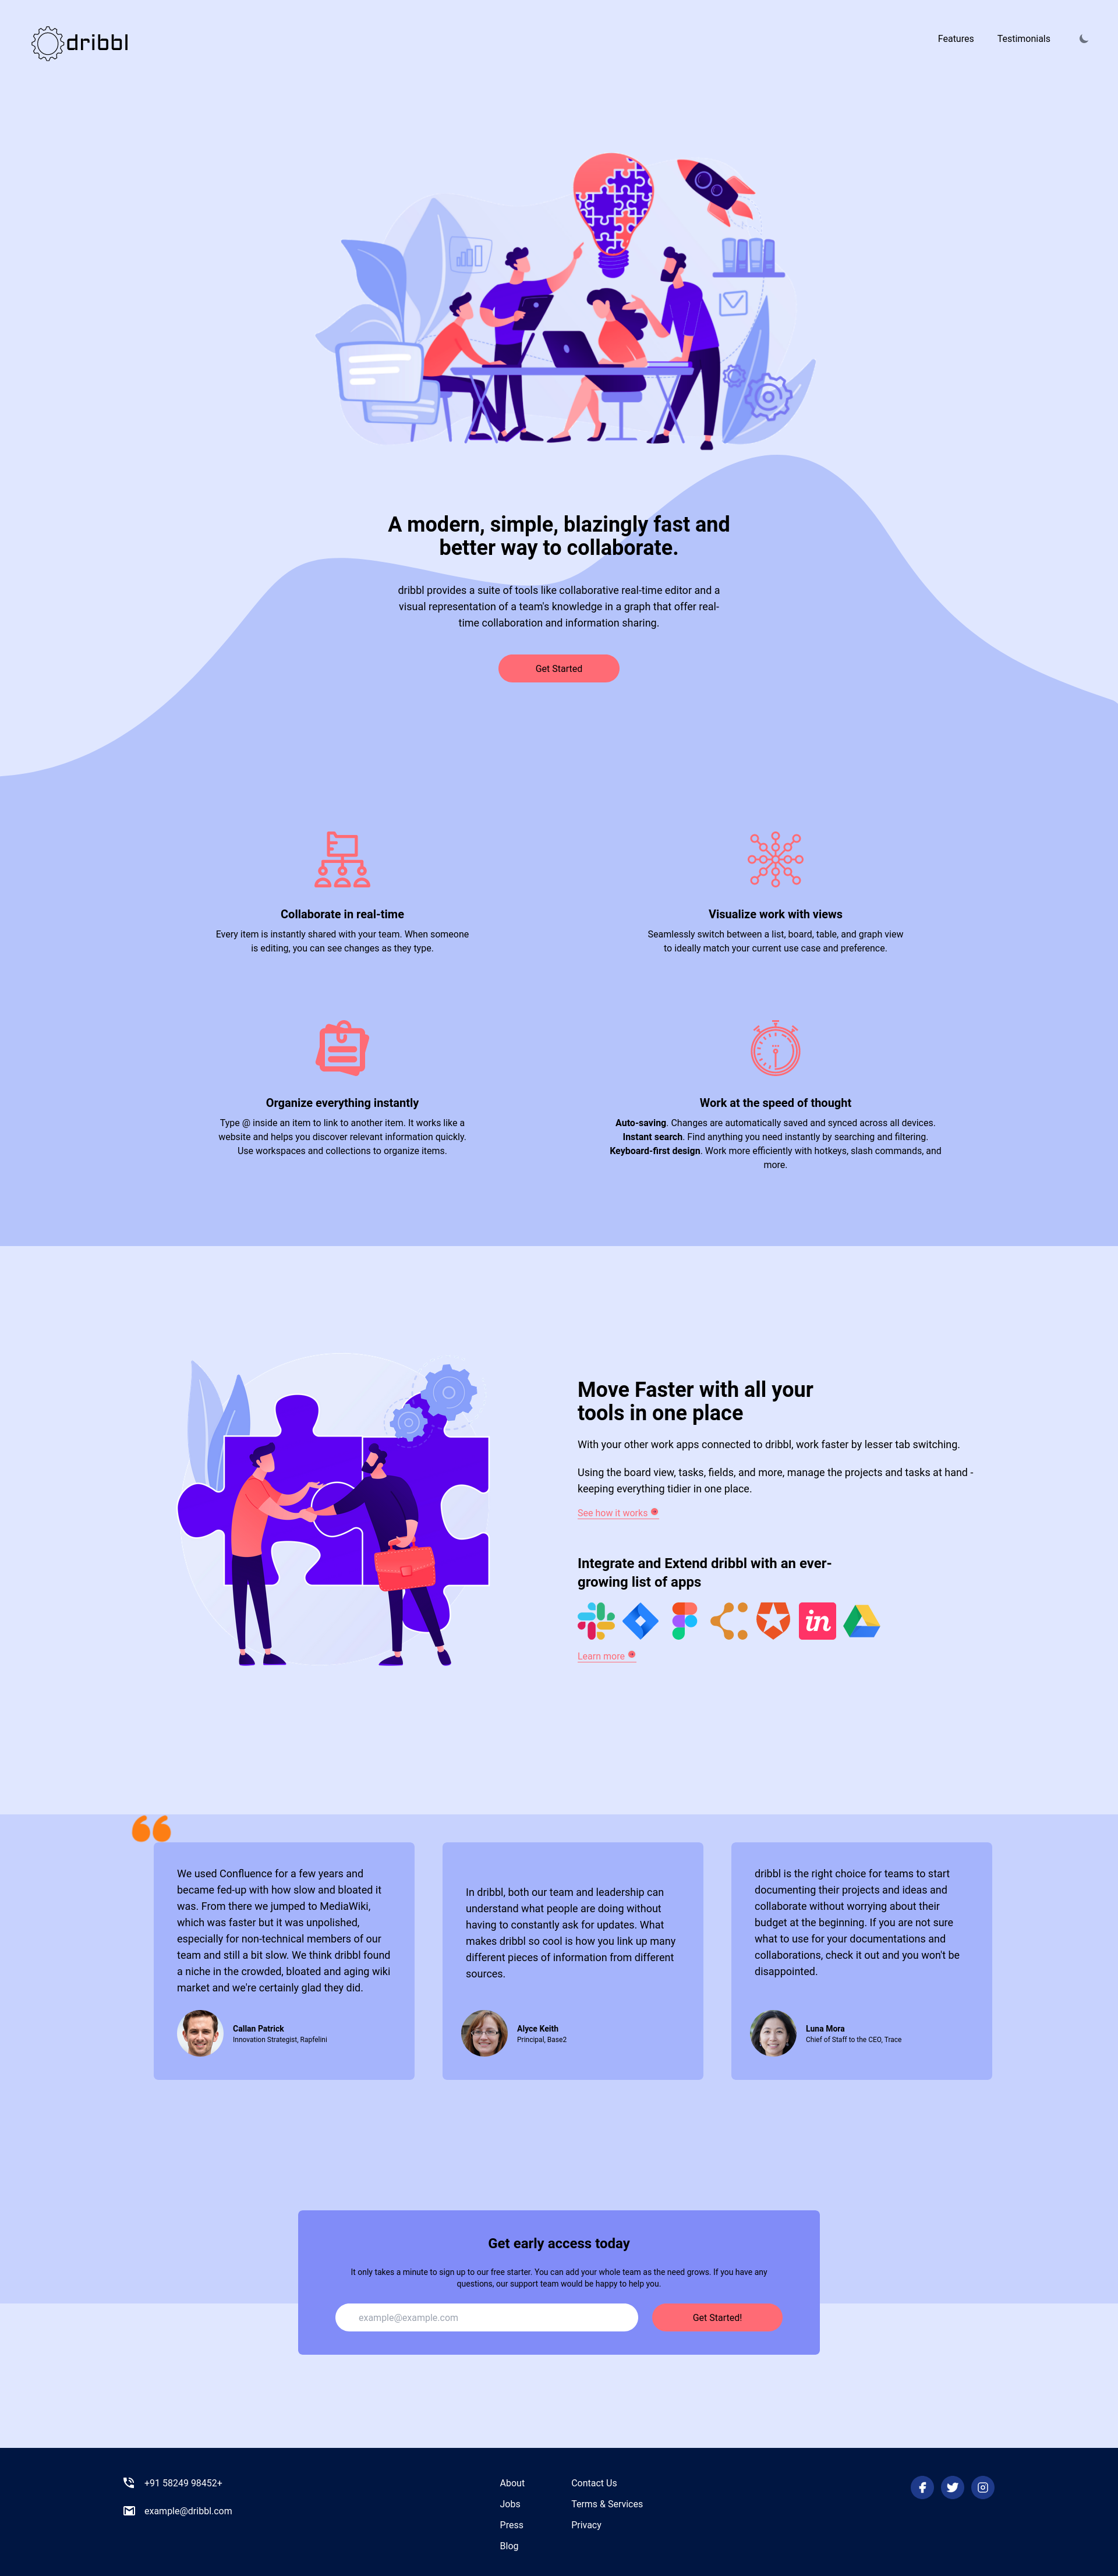 dribbl
Features
Testimonials
A modern, simple, blazingly fast and
better way to collaborate.
dribbl provides a suite of tools like collaborative real-time editor and a
visual representation of a team's knowledge in a graph that offer real-
time collaboration and information sharing.
Get Started
Collaborate in real-time
Every item is instantly shared with your team. When someone
is editing, you can see changes as they type.
Visualize work with views
Seamlessly switch between a list, board, table, and graph view
to ideally match your current use case and preference.
Organize everything instantly
Type @ inside an item to link to another item. It works like a
website and helps you discover relevant information quickly.
Use workspaces and collections to organize items.
Work at the speed of thought
Auto-saving. Changes are automatically saved and synced across all devices.
Instant search. Find anything you need instantly by searching and filtering.
Keyboard-first design. Work more efficiently with hotkeys, slash commands, and
more.
Move Faster with all your
tools in one place
With your other work apps connected to dribbl, work faster by lesser tab switching.
Using the board view, tasks, fields, and more, manage the projects and tasks at hand -
keeping everything tidier in one place.
See how it works
Integrate and Extend dribbl with an ever-
growing list of apps
in
Learn more
We used Confluence for a few years and
became fed-up with how slow and bloated it
was. From there we jumped to MediaWiki,
which was faster but it was unpolished,
especially for non-technical members of our
team and still a bit slow. We think dribbl found
a niche in the crowded, bloated and aging wiki
market and we're certainly glad they did.
Callan Patrick
Innovation Strategist, Rapfelini
In dribbl, both our team and leadership can
understand what people are doing without
having to constantly ask for updates. What
makes dribbl so cool is how you link up many
different pieces of information from different
sources.
Alyce Keith
Principal, Base2
dribbl is the right choice for teams to start
documenting their projects and ideas and
collaborate without worrying about their
budget at the beginning. If you are not sure
what to use for your documentations and
collaborations, check it out and you won't be
disappointed.
Luna Mora
Chief of Staff to the CEO, Trace
Get early access today
It only takes a minute to sign up to our free starter. You can add your whole team as the need grows. If you have any
questions, our support team would be happy to help you.
example@example.com
Get Started!
+91 58249 98452+
example@dribbl.com
About
Jobs
Press
Blog
Contact Us
Terms & Services
Privacy